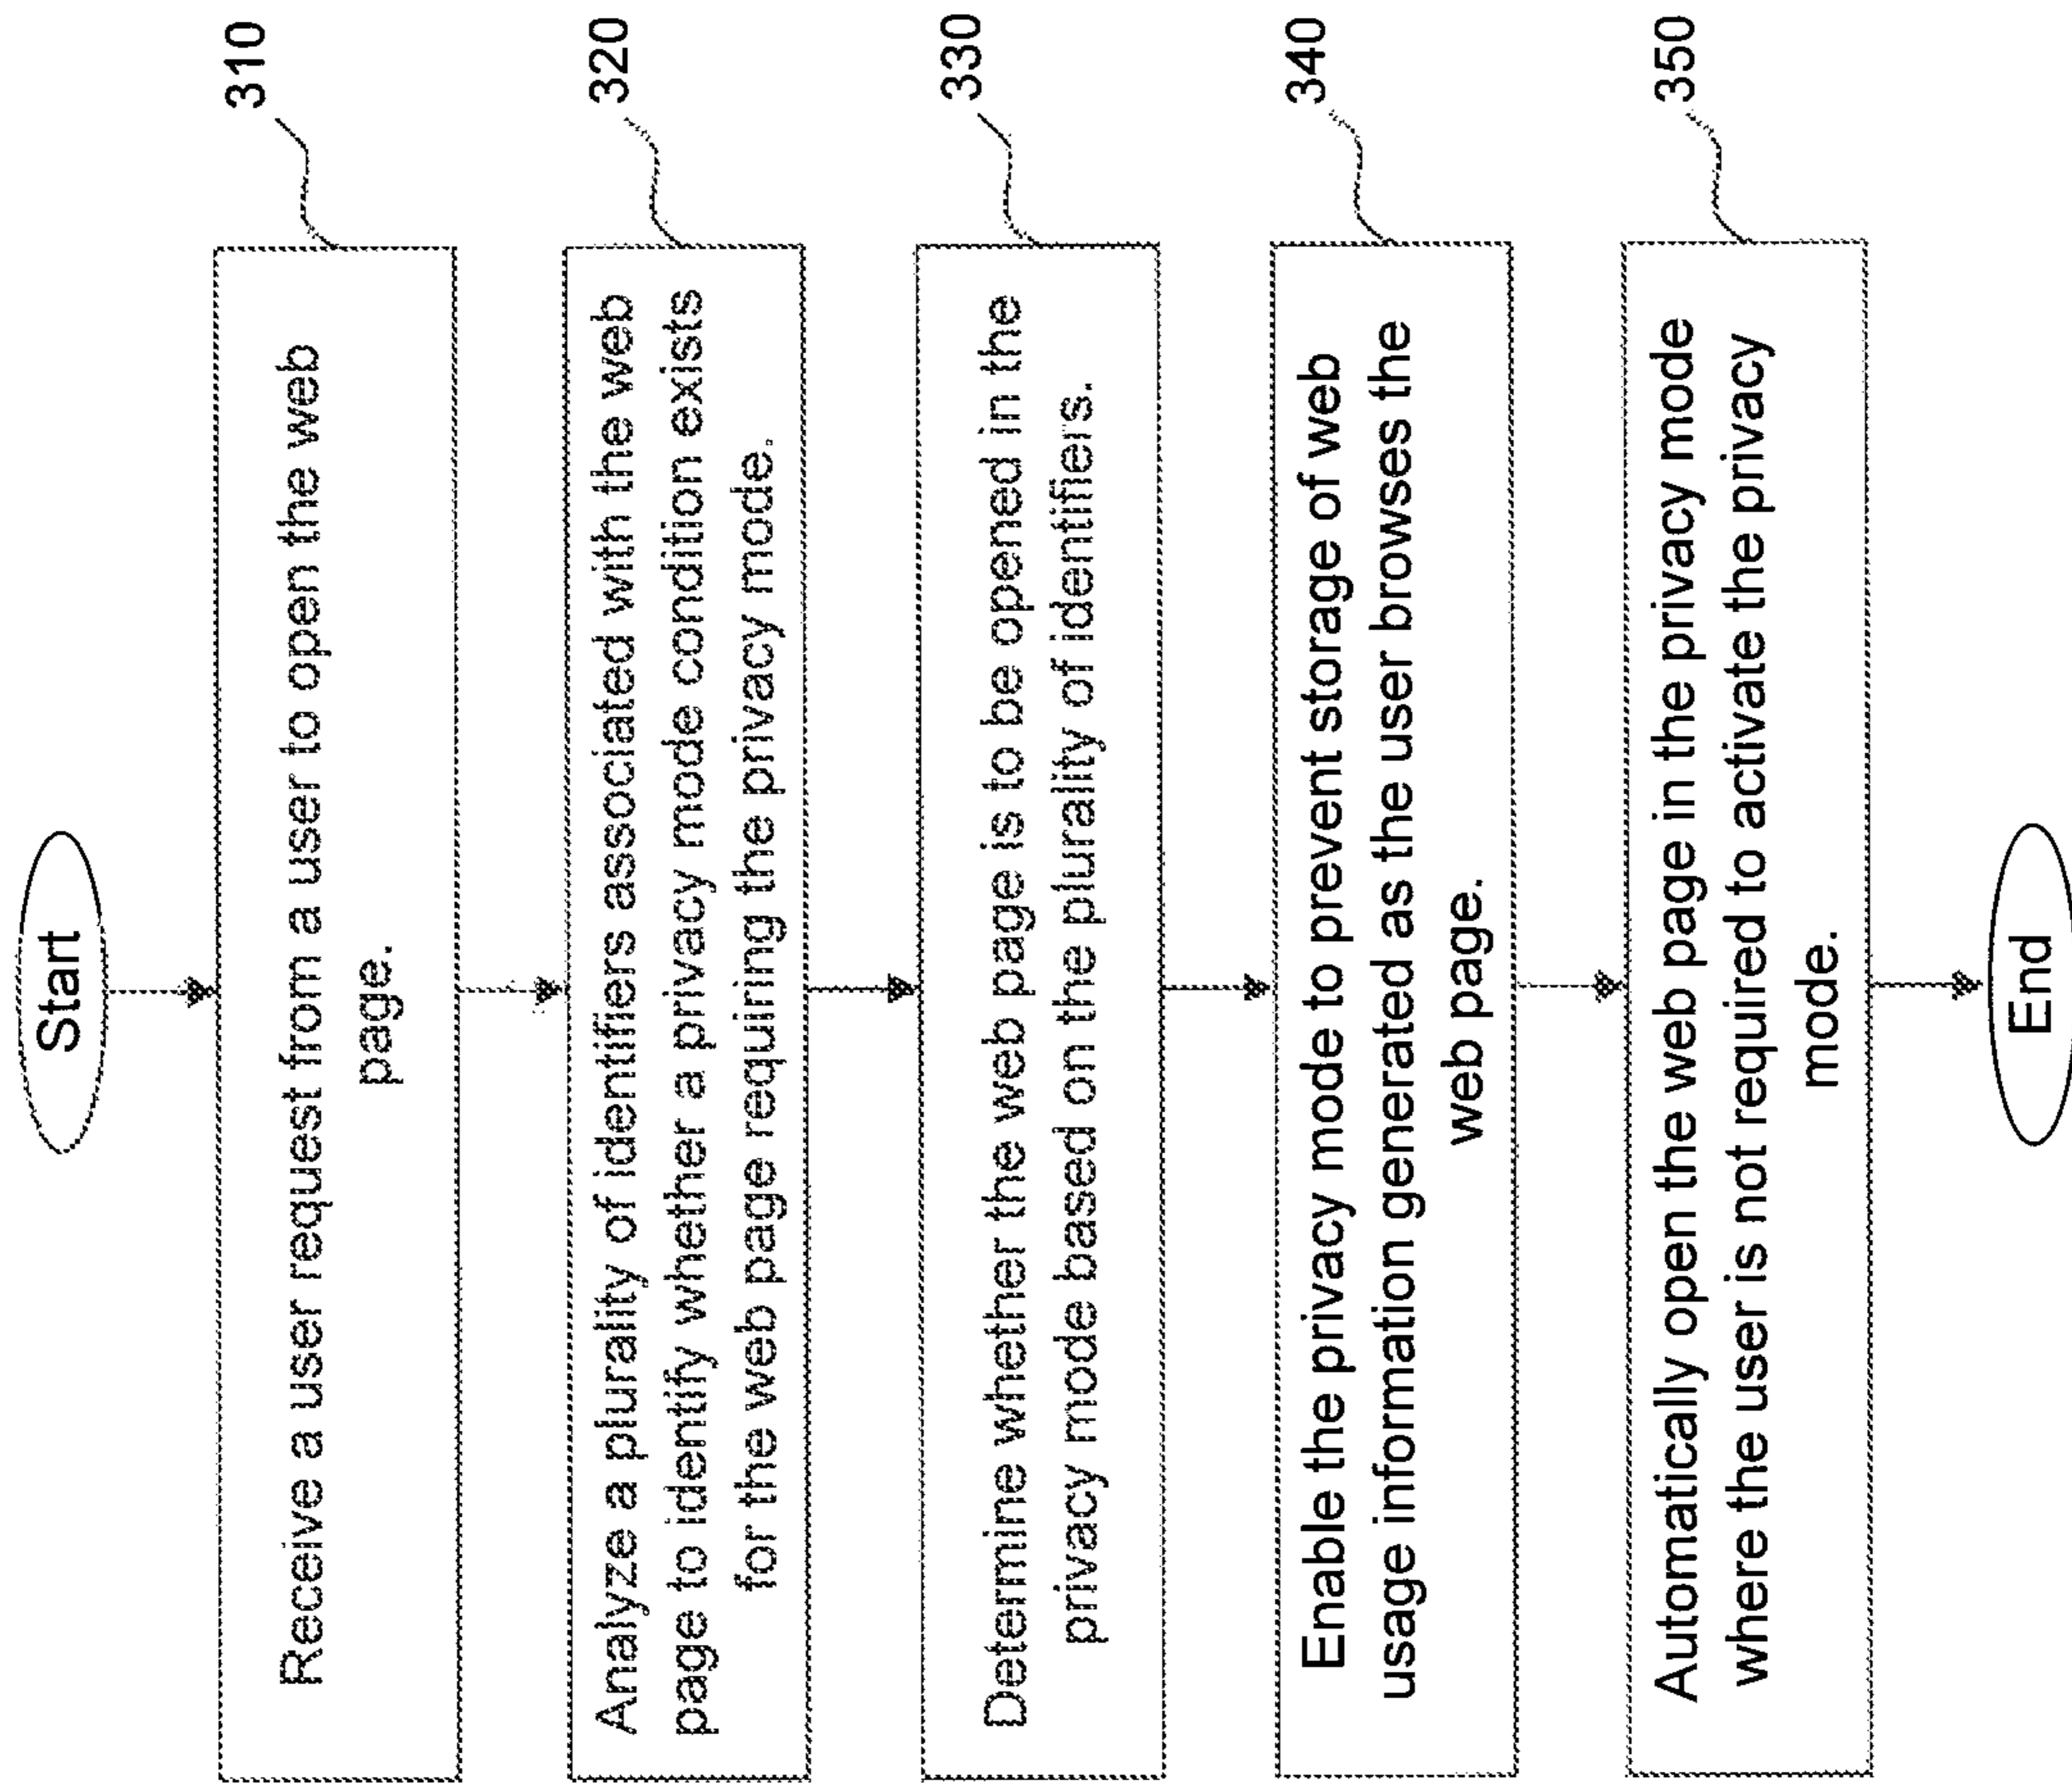 Start
310
Receive a user request from a user to open the web
page.
320
Analyze a plurality of identifiers associated with the web
page to identify whether a privacy mode condition exists
for the web page requiring the privacy mode.
330
Determine whether the web page is to be opened in the
privacy mode based on the plurality of identifiers.
340
Enable the privacy mode to prevent storage of web
usage information generated as the user browses the
web page.
350
Automatically open the web page in the privacy mode
where the user is not required to activate the privacy
mode.
End